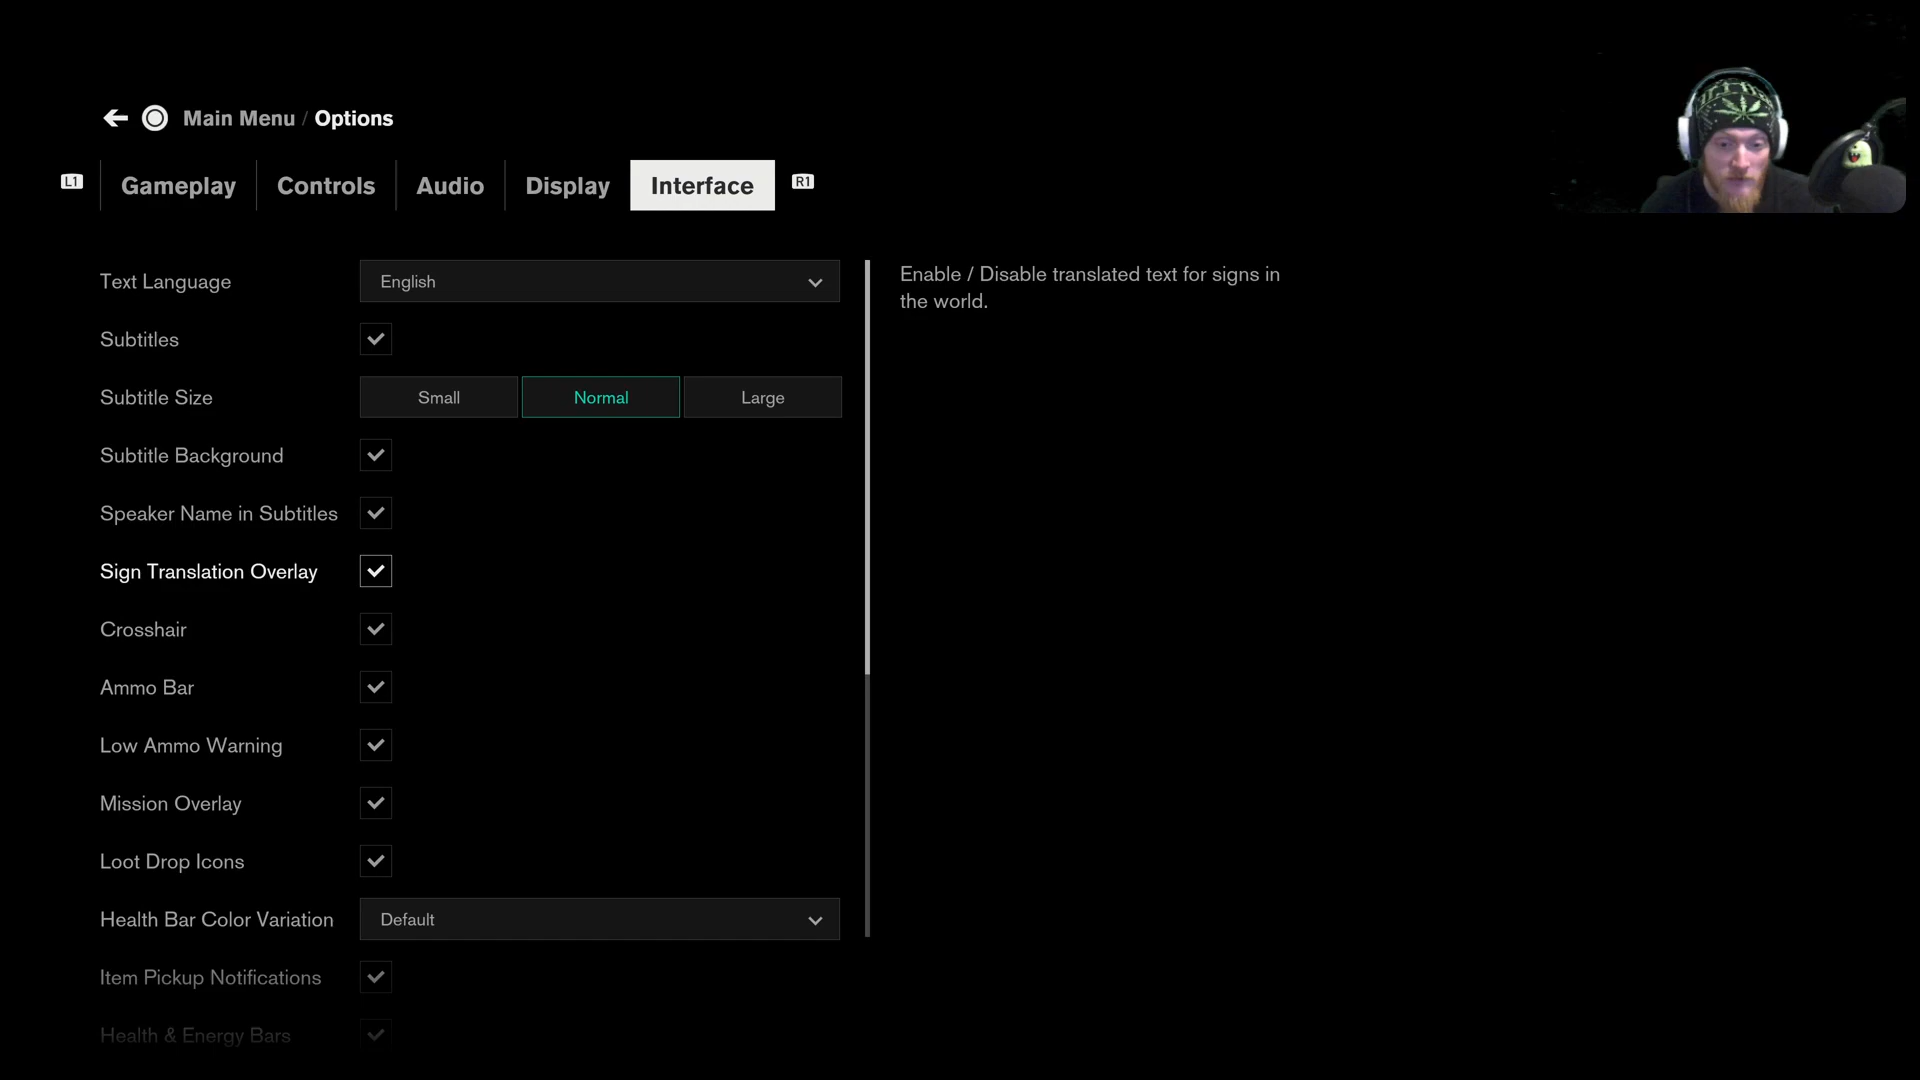 Main Menu / Options
L1 Gameplay Controls Audio Display Interface R1
Text Language English
Enable / Disable translated text for signs in
the world.
Subtitles
Subtitle Size Small Normal Large
Subtitle Background
Speaker Name in Subtitles
Sign Translation Overlay
Crosshair
Ammo Bar
Low Ammo Warning
Mission Overlay
Loot Drop Icons
Health Bar Color Variation Default
Item Pickup Notifications
Health & Energy Bars